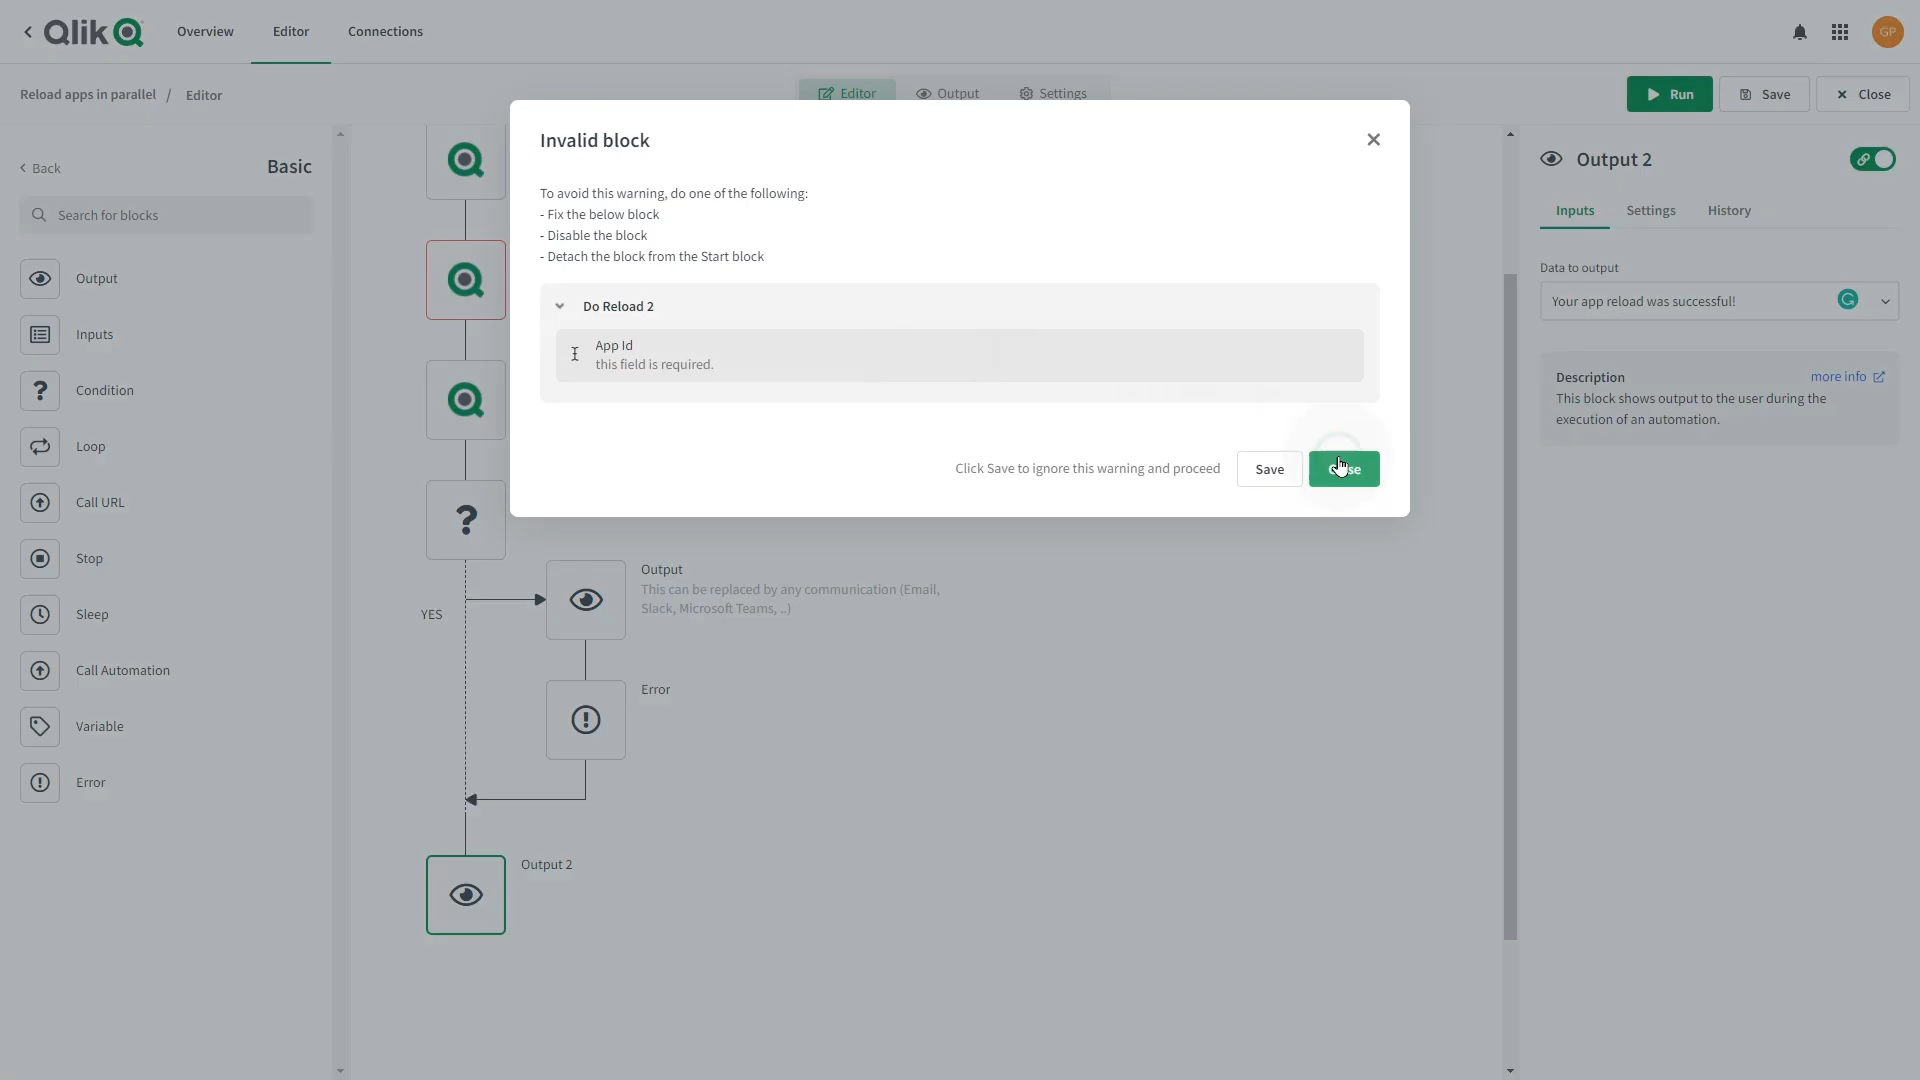 Qlik
Overview
Editor
Connections
GP
Reload apps in parallel / Editor
Editor
Output
Settings
Run
Save
Close
Back
Basic
Search for blocks
Output
Inputs
? Condition
Loop
Call URL
Stop
Sleep
Call Automation
Variable
! Error
Invalid block
To avoid this warning, do one of the following:
- Fix the below block
- Disable the block
- Detach the block from the Start block
Do Reload 2
App Id
this field is required.
Click Save to ignore this warning and proceed
Save
?
YES
Output
This can be replaced by any communication (Email,
Slack, Microsoft Teams, ..)
Error
!
Output 2
Output 2
Inputs
Settings
History
Data to output
Your app reload was successful!
Description
more info
This block shows output to the user during the
execution of an automation.